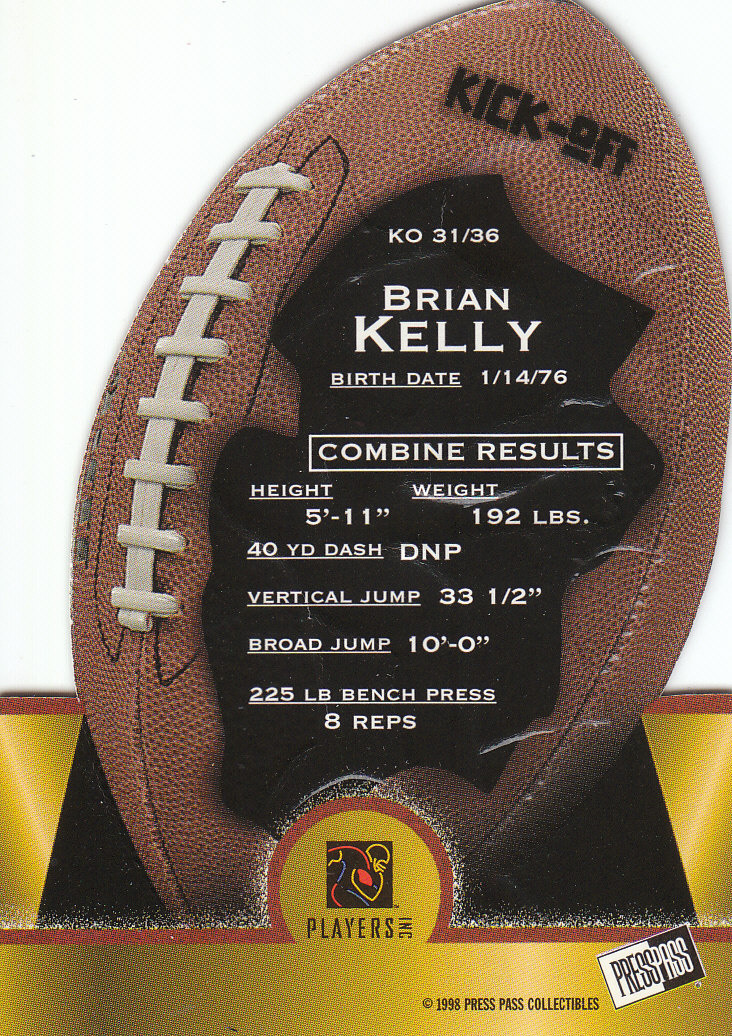 KICK-OFF
KO 31/36
BRIAN
KELLY
BIRTH DATE 1/14/76
COMBINE RESULTS
HEIGHT WEIGHT
5'-11" 192 LBS.
40 YD DASH DNP
VERTICAL JUMP 33 1/2"
BROAD JUMP 10'-0"
225 LB BENCH PRESS
8 REPS
PLAYERS INC
PRESS PASS
© 1998 PRESS PASS COLLECTIBLES